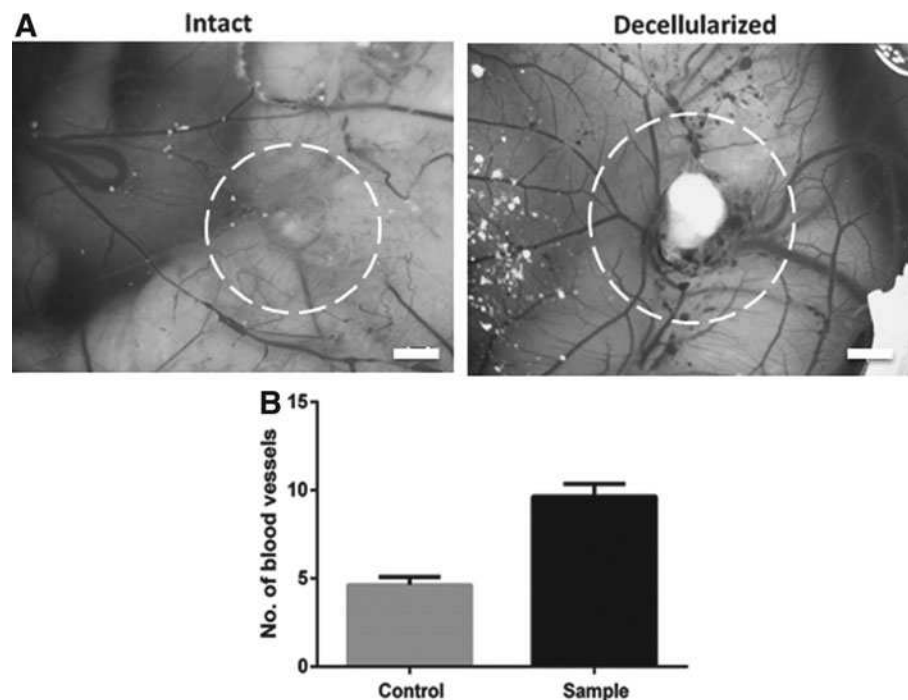 A
Intact
Decellularized
B
No. of blood vessels
15
10
5
0
Control
Sample